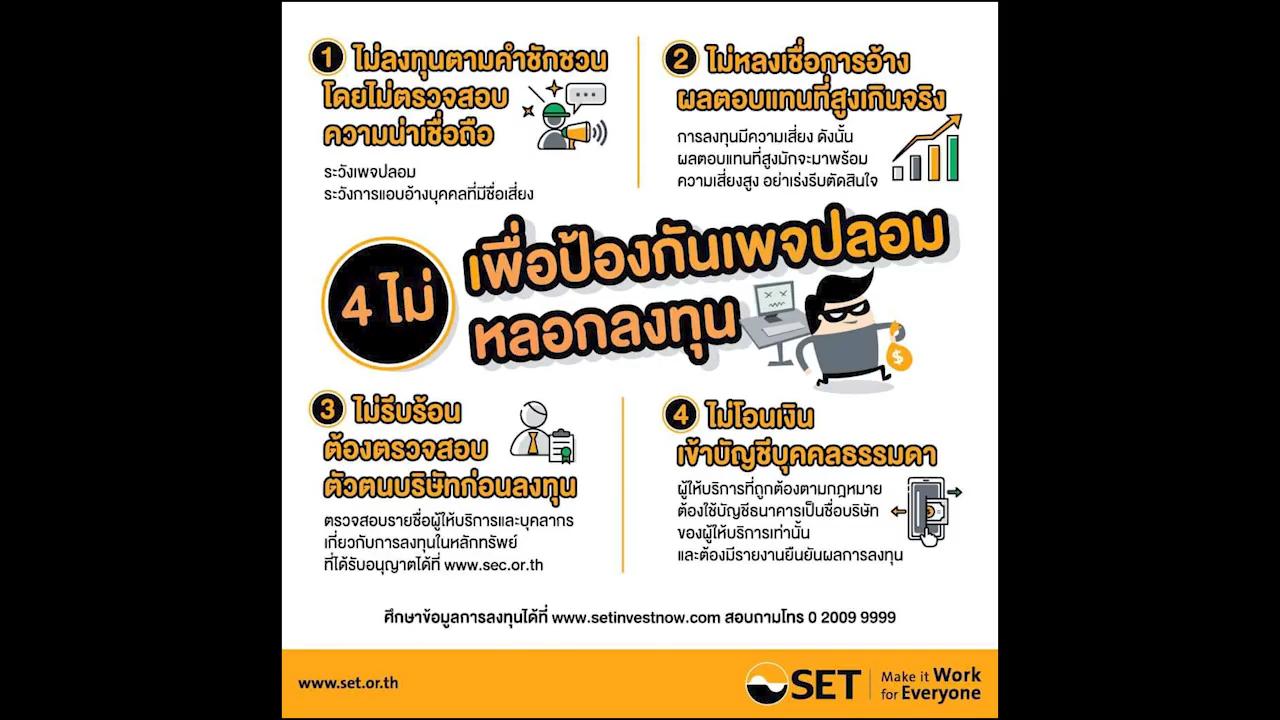 1 ไม่ลงทุนตามคำชักชวน
โดยไม่ตรวจสอบ
ความน่าเชื่อถือ
ระวังเพจปลอม
ระวังการแอบอ้างบุคคลที่มีชื่อเสี่ยง
2 ไม่หลงเชื่อการอ้าง
ผลตอบแทนที่สูงเกินจริง
การลงทุนมีความเสี่ยง ดังนั้น
ผลตอบแทนที่สูงมักจะมาพร้อม
ความเสี่ยงสูง อย่าเร่งรีบตัดสินใจ
4 ไม่
เพื่อป้องกันเพจปลอม
หลอกลงทุน
3 ไม่รีบร้อน
ต้องตรวจสอบ
ตัวตนบริษัทก่อนลงทุน
ตรวจสอบรายชื่อผู้ให้บริการและบุคลากร
เกี่ยวกับการลงทุนในหลักทรัพย์
ที่ได้รับอนุญาตได้ที่ www.sec.or.th
4 ไม่โอนเงิน
เข้าบัญชีบุคคลธรรมดา
ผู้ให้บริการที่ถูกต้องตามกฎหมาย
ต้องใช้บัญชีธนาคารเป็นชื่อบริษัท
ของผู้ให้บริการเท่านั้น
และต้องมีรายงานยืนยันผลการลงทุน
ศึกษาข้อมูลการลงทุนได้ที่ www.setinvestnow.com สอบถามโทร 0 2009 9999
www.set.or.th
SET
Make it Work
for Everyone